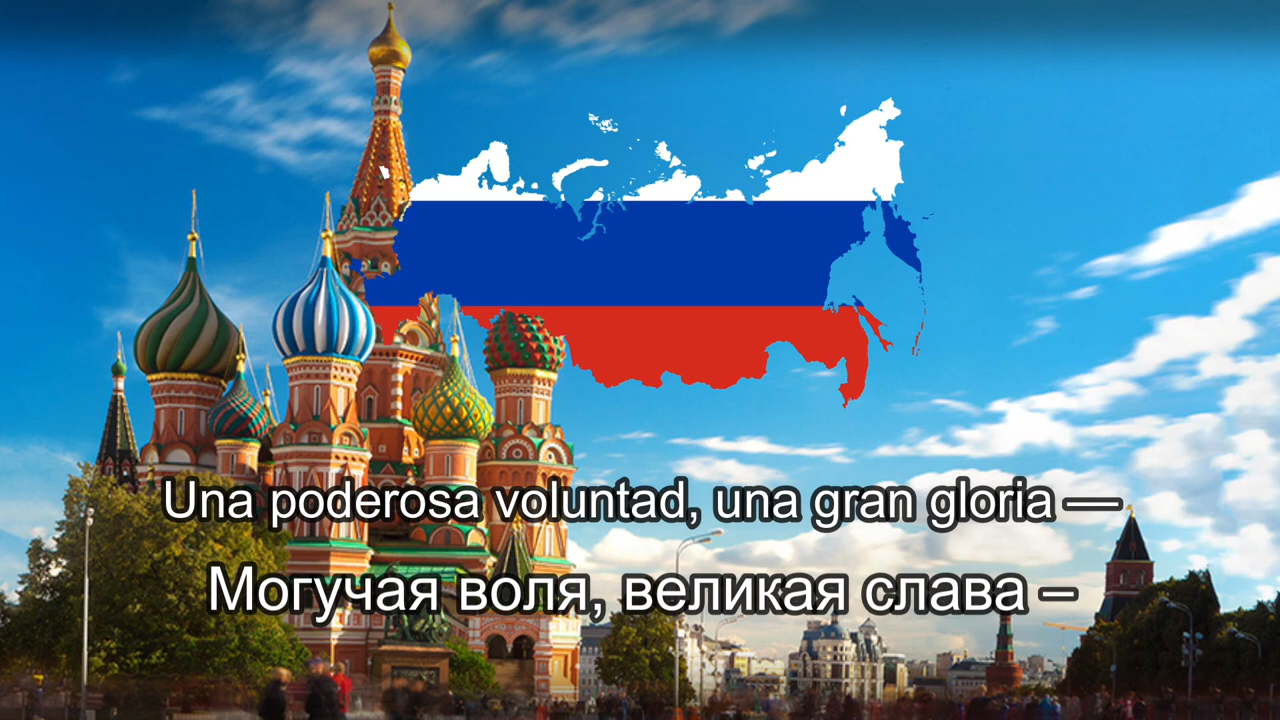 Una poderosa voluntad, una gran gloria —
Могучая воля, великая слава –